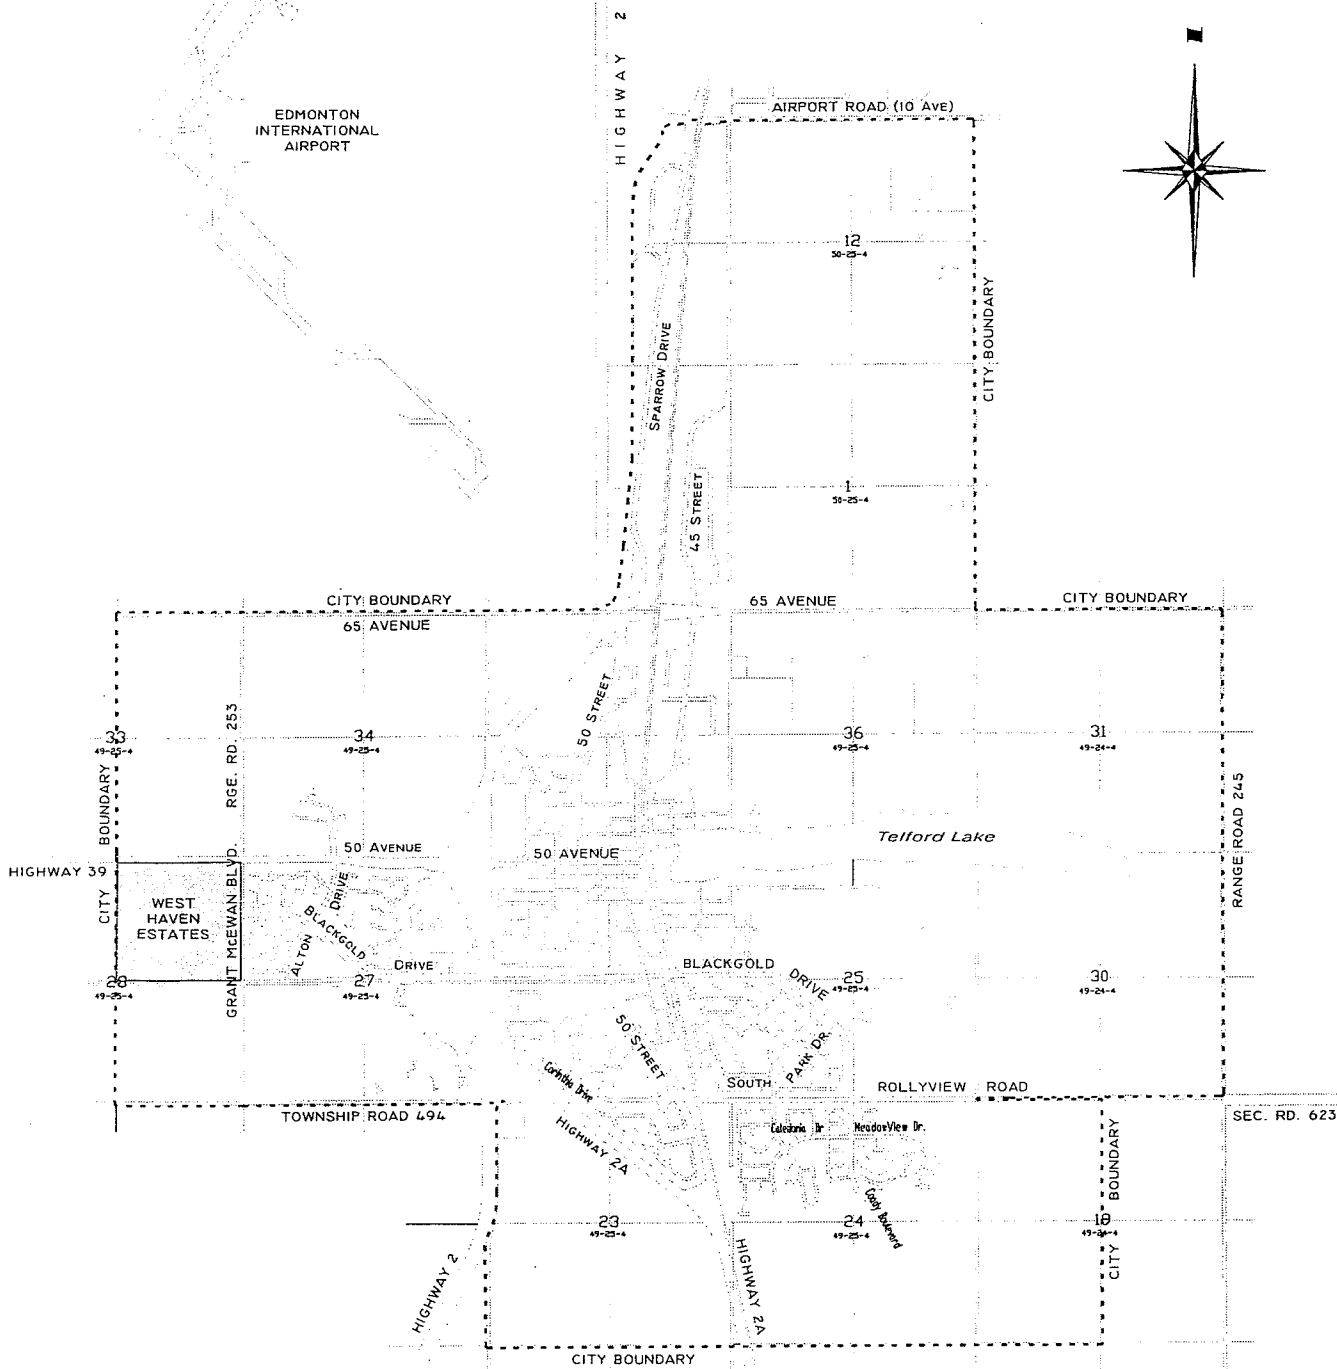 HIGHWAY 2
N
EDMONTON
INTERNATIONAL
AIRPORT
AIRPORT ROAD (10 AVE)
12
50-25-4
CITY BOUNDARY
SPARROW DRIVE
1
50-25-4
45 STREET
CITY BOUNDARY
65 AVENUE
65 AVENUE
CITY BOUNDARY
50 STREET
RGE. RD. 253
33
49-25-4
34
49-25-4
36
49-25-4
31
49-24-4
CITY BOUNDARY
RANGE ROAD 245
Telford Lake
50 AVENUE
50 AVENUE
HIGHWAY 39
WEST
HAVEN
ESTATES
GRANT McEWAN BLVD.
ALTON DRIVE
BLACKGOLD DRIVE
BLACKGOLD DRIVE
28
49-25-4
27
49-25-4
25
49-25-4
30
49-24-4
50 STREET
SOUTH PARK DR.
ROLLYVIEW ROAD
Corinthia Drive
TOWNSHIP ROAD 494
SEC. RD. 623
HIGHWAY 2A
Caledonia Dr
MeadowView Dr.
CITY BOUNDARY
Coady Boulevard
23
49-25-4
24
49-25-4
19
49-24-4
HIGHWAY 2
HIGHWAY 2A
CITY BOUNDARY